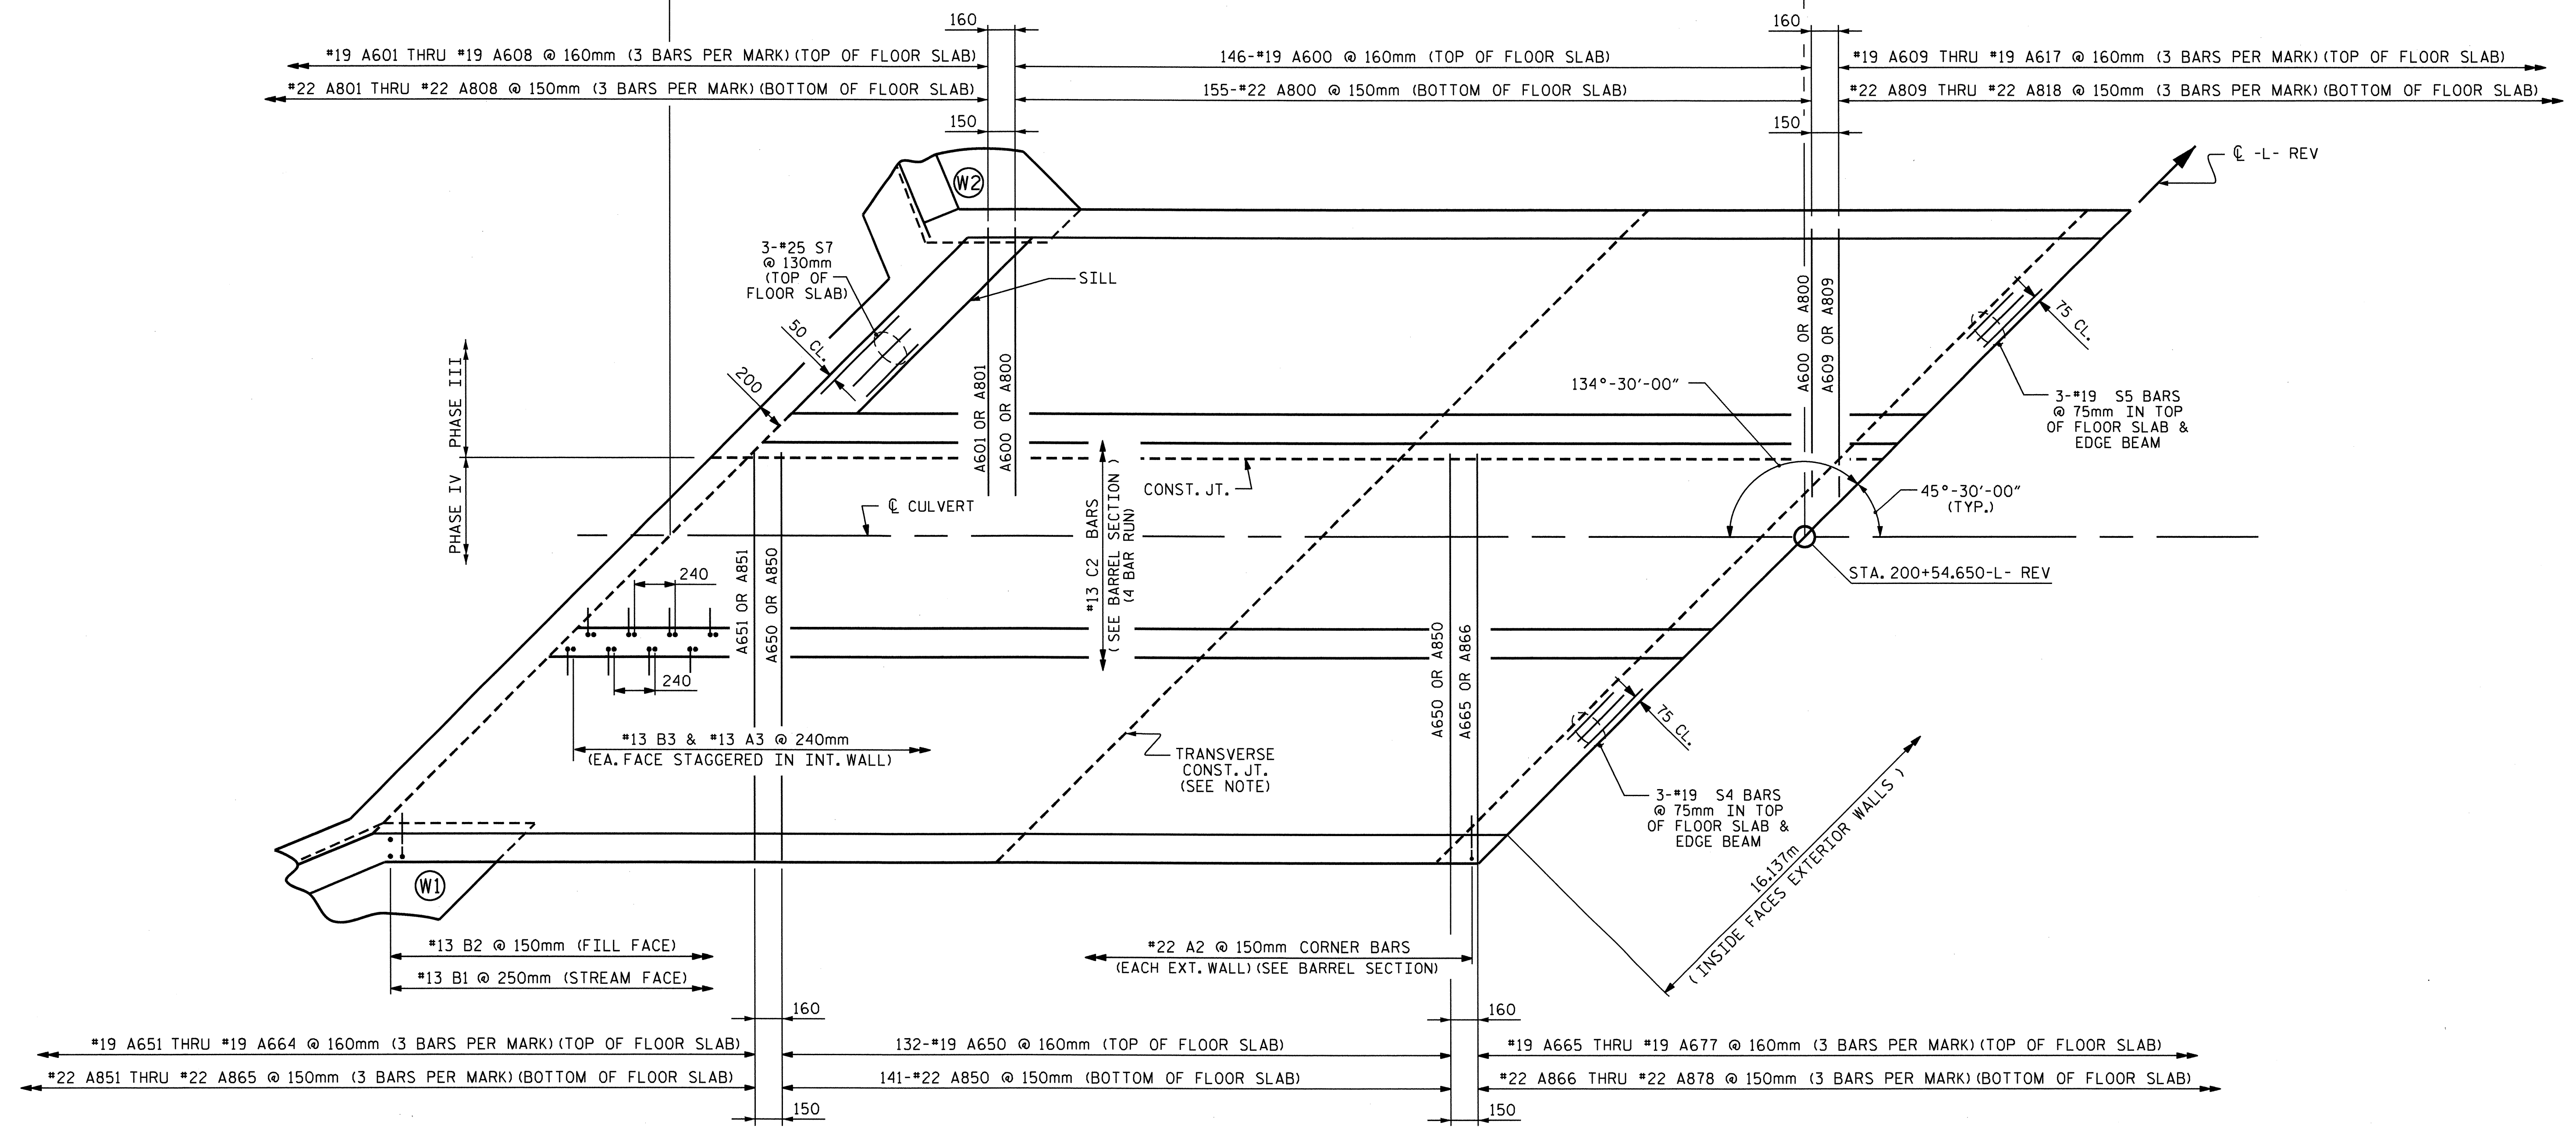 160
160
#19 A601 THRU #19 A608 @ 160mm (3 BARS PER MARK) (TOP OF FLOOR SLAB)
146-#19 A600 @ 160mm (TOP OF FLOOR SLAB)
#19 A609 THRU #19 A617 @ 160mm (3 BARS PER MARK) (TOP OF FLOOR SLAB)
#22 A801 THRU #22 A808 @ 150mm (3 BARS PER MARK) (BOTTOM OF FLOOR SLAB)
155-#22 A800 @ 150mm (BOTTOM OF FLOOR SLAB)
#22 A809 THRU #22 A818 @ 150mm (3 BARS PER MARK) (BOTTOM OF FLOOR SLAB)
150
150
℄ -L- REV
W2
3-#25 S7
@ 130mm
(TOP OF
FLOOR SLAB)
SILL
50 CL.
200
PHASE III
PHASE IV
A601 OR A801
A600 OR A800
A600 OR A800
A609 OR A809
75 CL.
134°-30'-00"
3-#19 S5 BARS
@ 75mm IN TOP
OF FLOOR SLAB &
EDGE BEAM
CONST. JT.
45°-30'-00"
(TYP.)
℄ CULVERT
#13 C2 BARS
( SEE BARREL SECTION )
(4 BAR RUN)
STA. 200+54.650-L- REV
240
A651 OR A851
A650 OR A850
240
A650 OR A850
A665 OR A866
75 CL.
#13 B3 & #13 A3 @ 240mm
(EA. FACE STAGGERED IN INT. WALL)
TRANSVERSE
CONST. JT.
(SEE NOTE)
3-#19 S4 BARS
@ 75mm IN TOP
OF FLOOR SLAB &
EDGE BEAM
16.137m
( INSIDE FACES EXTERIOR WALLS )
W1
#13 B2 @ 150mm (FILL FACE)
#22 A2 @ 150mm CORNER BARS
(EACH EXT. WALL) (SEE BARREL SECTION)
#13 B1 @ 250mm (STREAM FACE)
160
160
#19 A651 THRU #19 A664 @ 160mm (3 BARS PER MARK) (TOP OF FLOOR SLAB)
132-#19 A650 @ 160mm (TOP OF FLOOR SLAB)
#19 A665 THRU #19 A677 @ 160mm (3 BARS PER MARK) (TOP OF FLOOR SLAB)
#22 A851 THRU #22 A865 @ 150mm (3 BARS PER MARK) (BOTTOM OF FLOOR SLAB)
141-#22 A850 @ 150mm (BOTTOM OF FLOOR SLAB)
#22 A866 THRU #22 A878 @ 150mm (3 BARS PER MARK) (BOTTOM OF FLOOR SLAB)
150
150